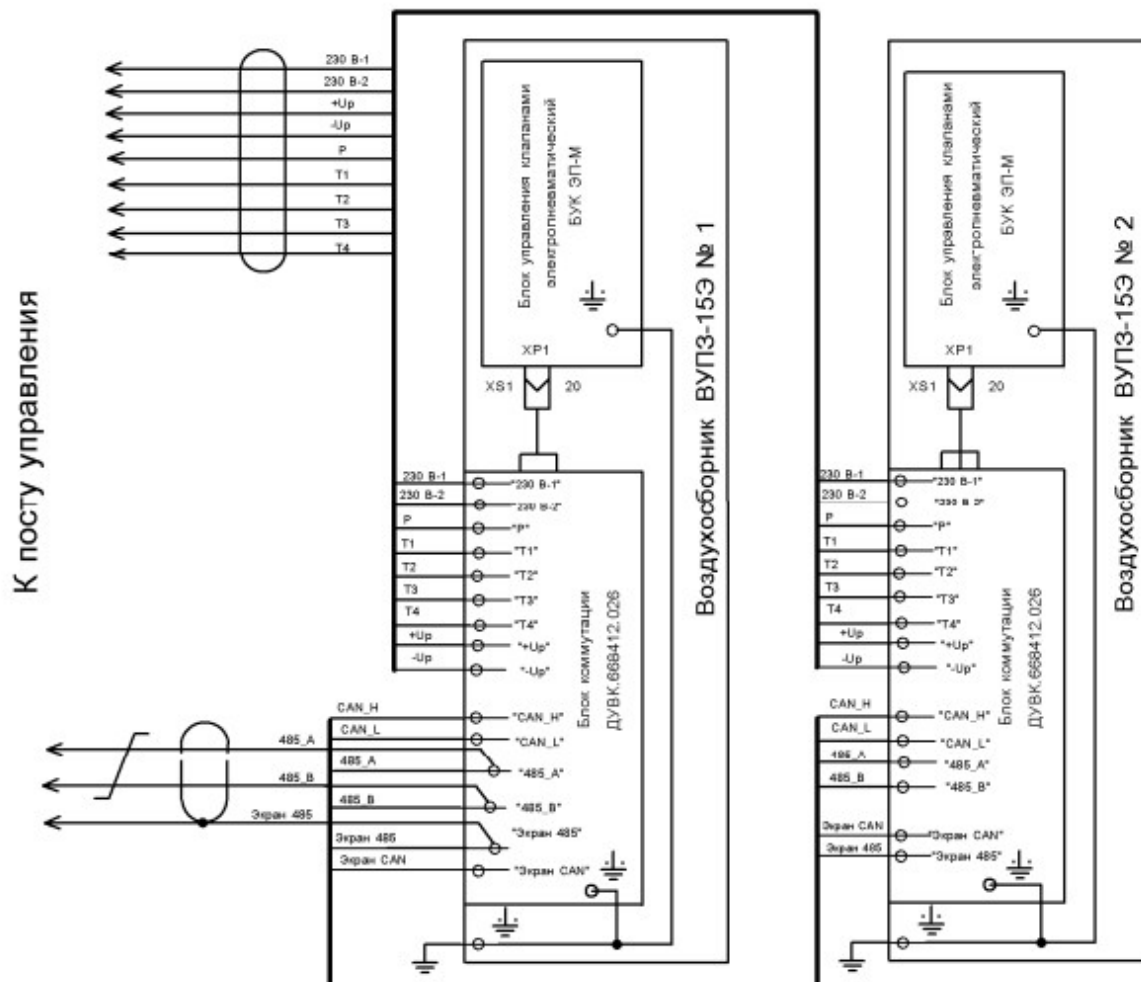 К посту управления
230 В-1
230 В-2
+Up
-Up
P
T1
T2
T3
T4
Блок управления клапанами
электропневматический
БУК ЭП-М
XP1
XS1
20
Воздухосборник ВУПЗ-15Э № 1
230 В-1
"230 В-1"
230 В-2
"230 В-2"
P
"P"
T1
"T1"
T2
"T2"
T3
"T3"
T4
"T4"
+Up
"+Up"
-Up
"-Up"
Блок коммутации
ДУВК.668412.026
CAN_H
"CAN_H"
CAN_L
"CAN_L"
485_A
485_A
"485_A"
485_B
485_B
"485_B"
Экран 485
"Экран 485"
Экран 485
Экран CAN
"Экран CAN"
Блок управления клапанами
электропневматический
БУК ЭП-М
XP1
XS1
20
Воздухосборник ВУПЗ-15Э № 2
230 В-1
"230 В-1"
230 В-2
"230 В-2"
P
"P"
T1
"T1"
T2
"T2"
T3
"T3"
T4
"T4"
+Up
"+Up"
-Up
"-Up"
Блок коммутации
ДУВК.668412.026
CAN_H
"CAN_H"
CAN_L
"CAN_L"
485_A
"485_A"
485_B
"485_B"
Экран CAN
"Экран CAN"
Экран 485
"Экран 485"